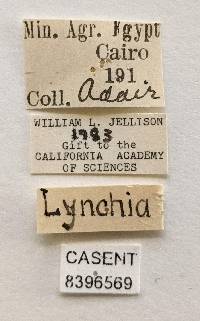 Min. Agr. Egypt
Cairo
191
Coll. Adair
WILLIAM L. JELLISON
1983
Gift to the
CALIFORNIA ACADEMY
OF SCIENCES
Lynchia
CASENT
8396569